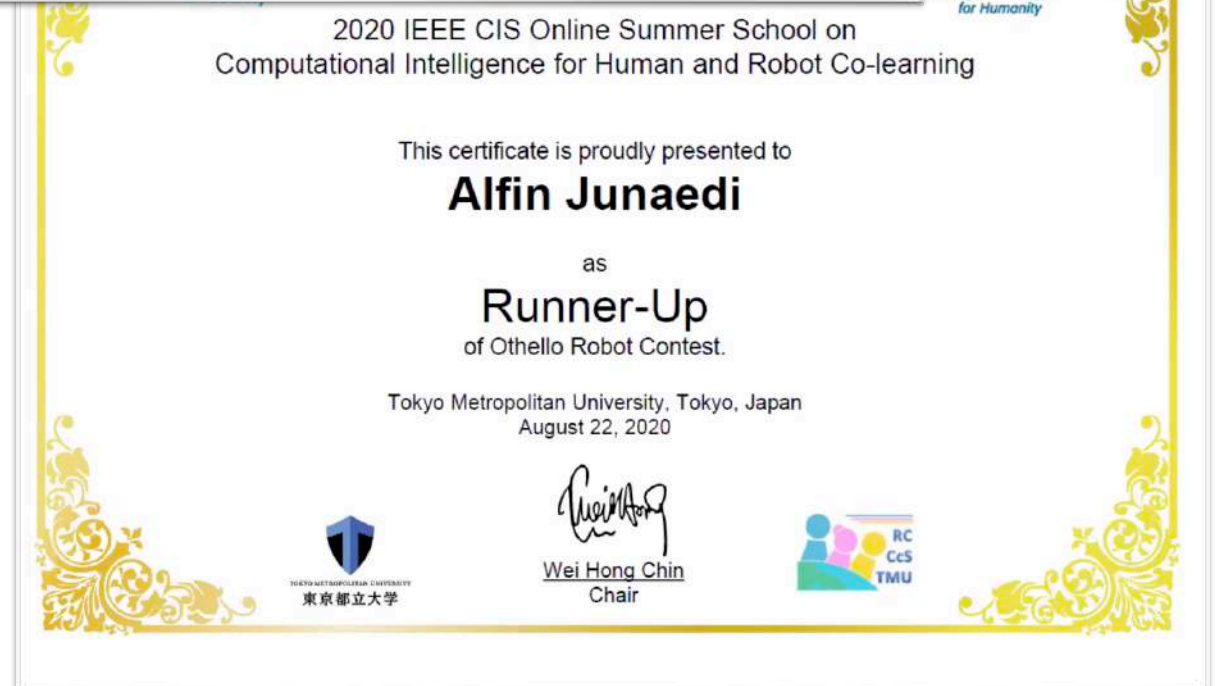 for Humanity
2020 IEEE CIS Online Summer School on
Computational Intelligence for Human and Robot Co-learning
This certificate is proudly presented to
Alfin Junaedi
as
Runner-Up
of Othello Robot Contest.
Tokyo Metropolitan University, Tokyo, Japan
August 22, 2020
Wei Hong Chin
Chair
TOKYO METROPOLITAN UNIVERSITY
東京都立大学
RC
CcS
TMU